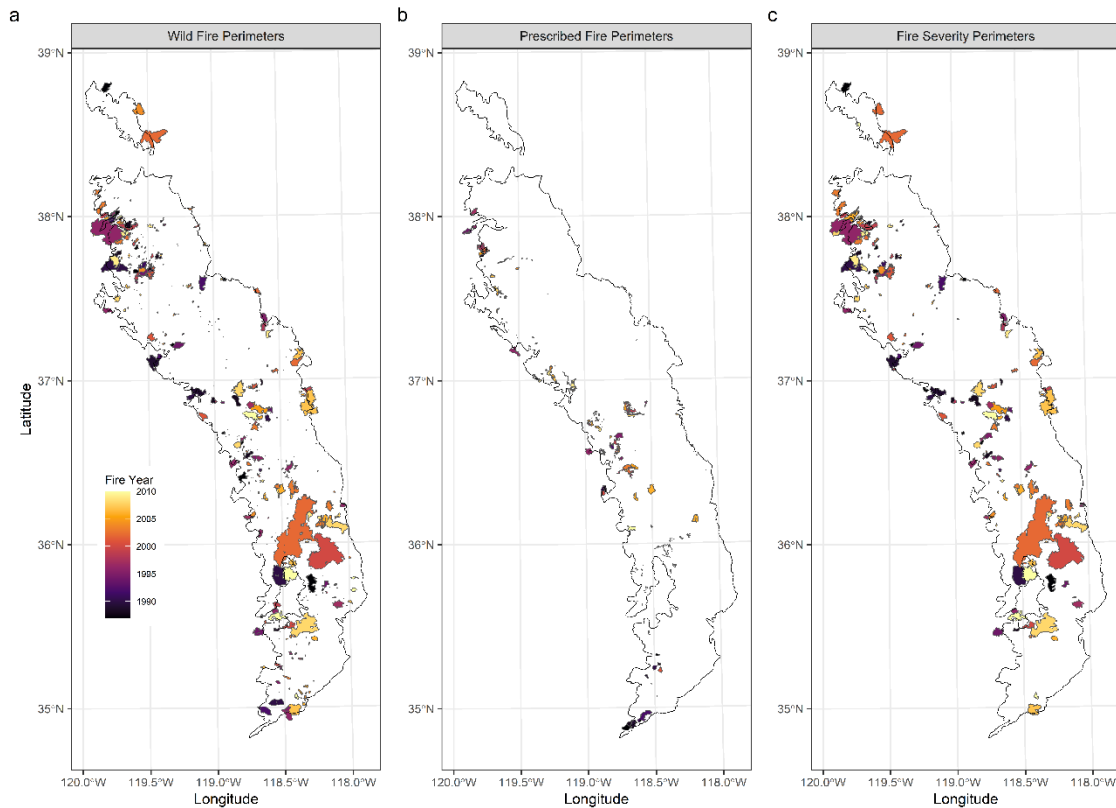 a
b
c
Wild Fire Perimeters
Prescribed Fire Perimeters
Fire Severity Perimeters
39°N
38°N
37°N
36°N
35°N
39°N
38°N
37°N
36°N
35°N
39°N
38°N
37°N
36°N
35°N
Latitude
Fire Year
2010
2005
2000
1995
1990
120.0°W 119.5°W 119.0°W 118.5°W 118.0°W
120.0°W 119.5°W 119.0°W 118.5°W 118.0°W
120.0°W 119.5°W 119.0°W 118.5°W 118.0°W
Longitude
Longitude
Longitude